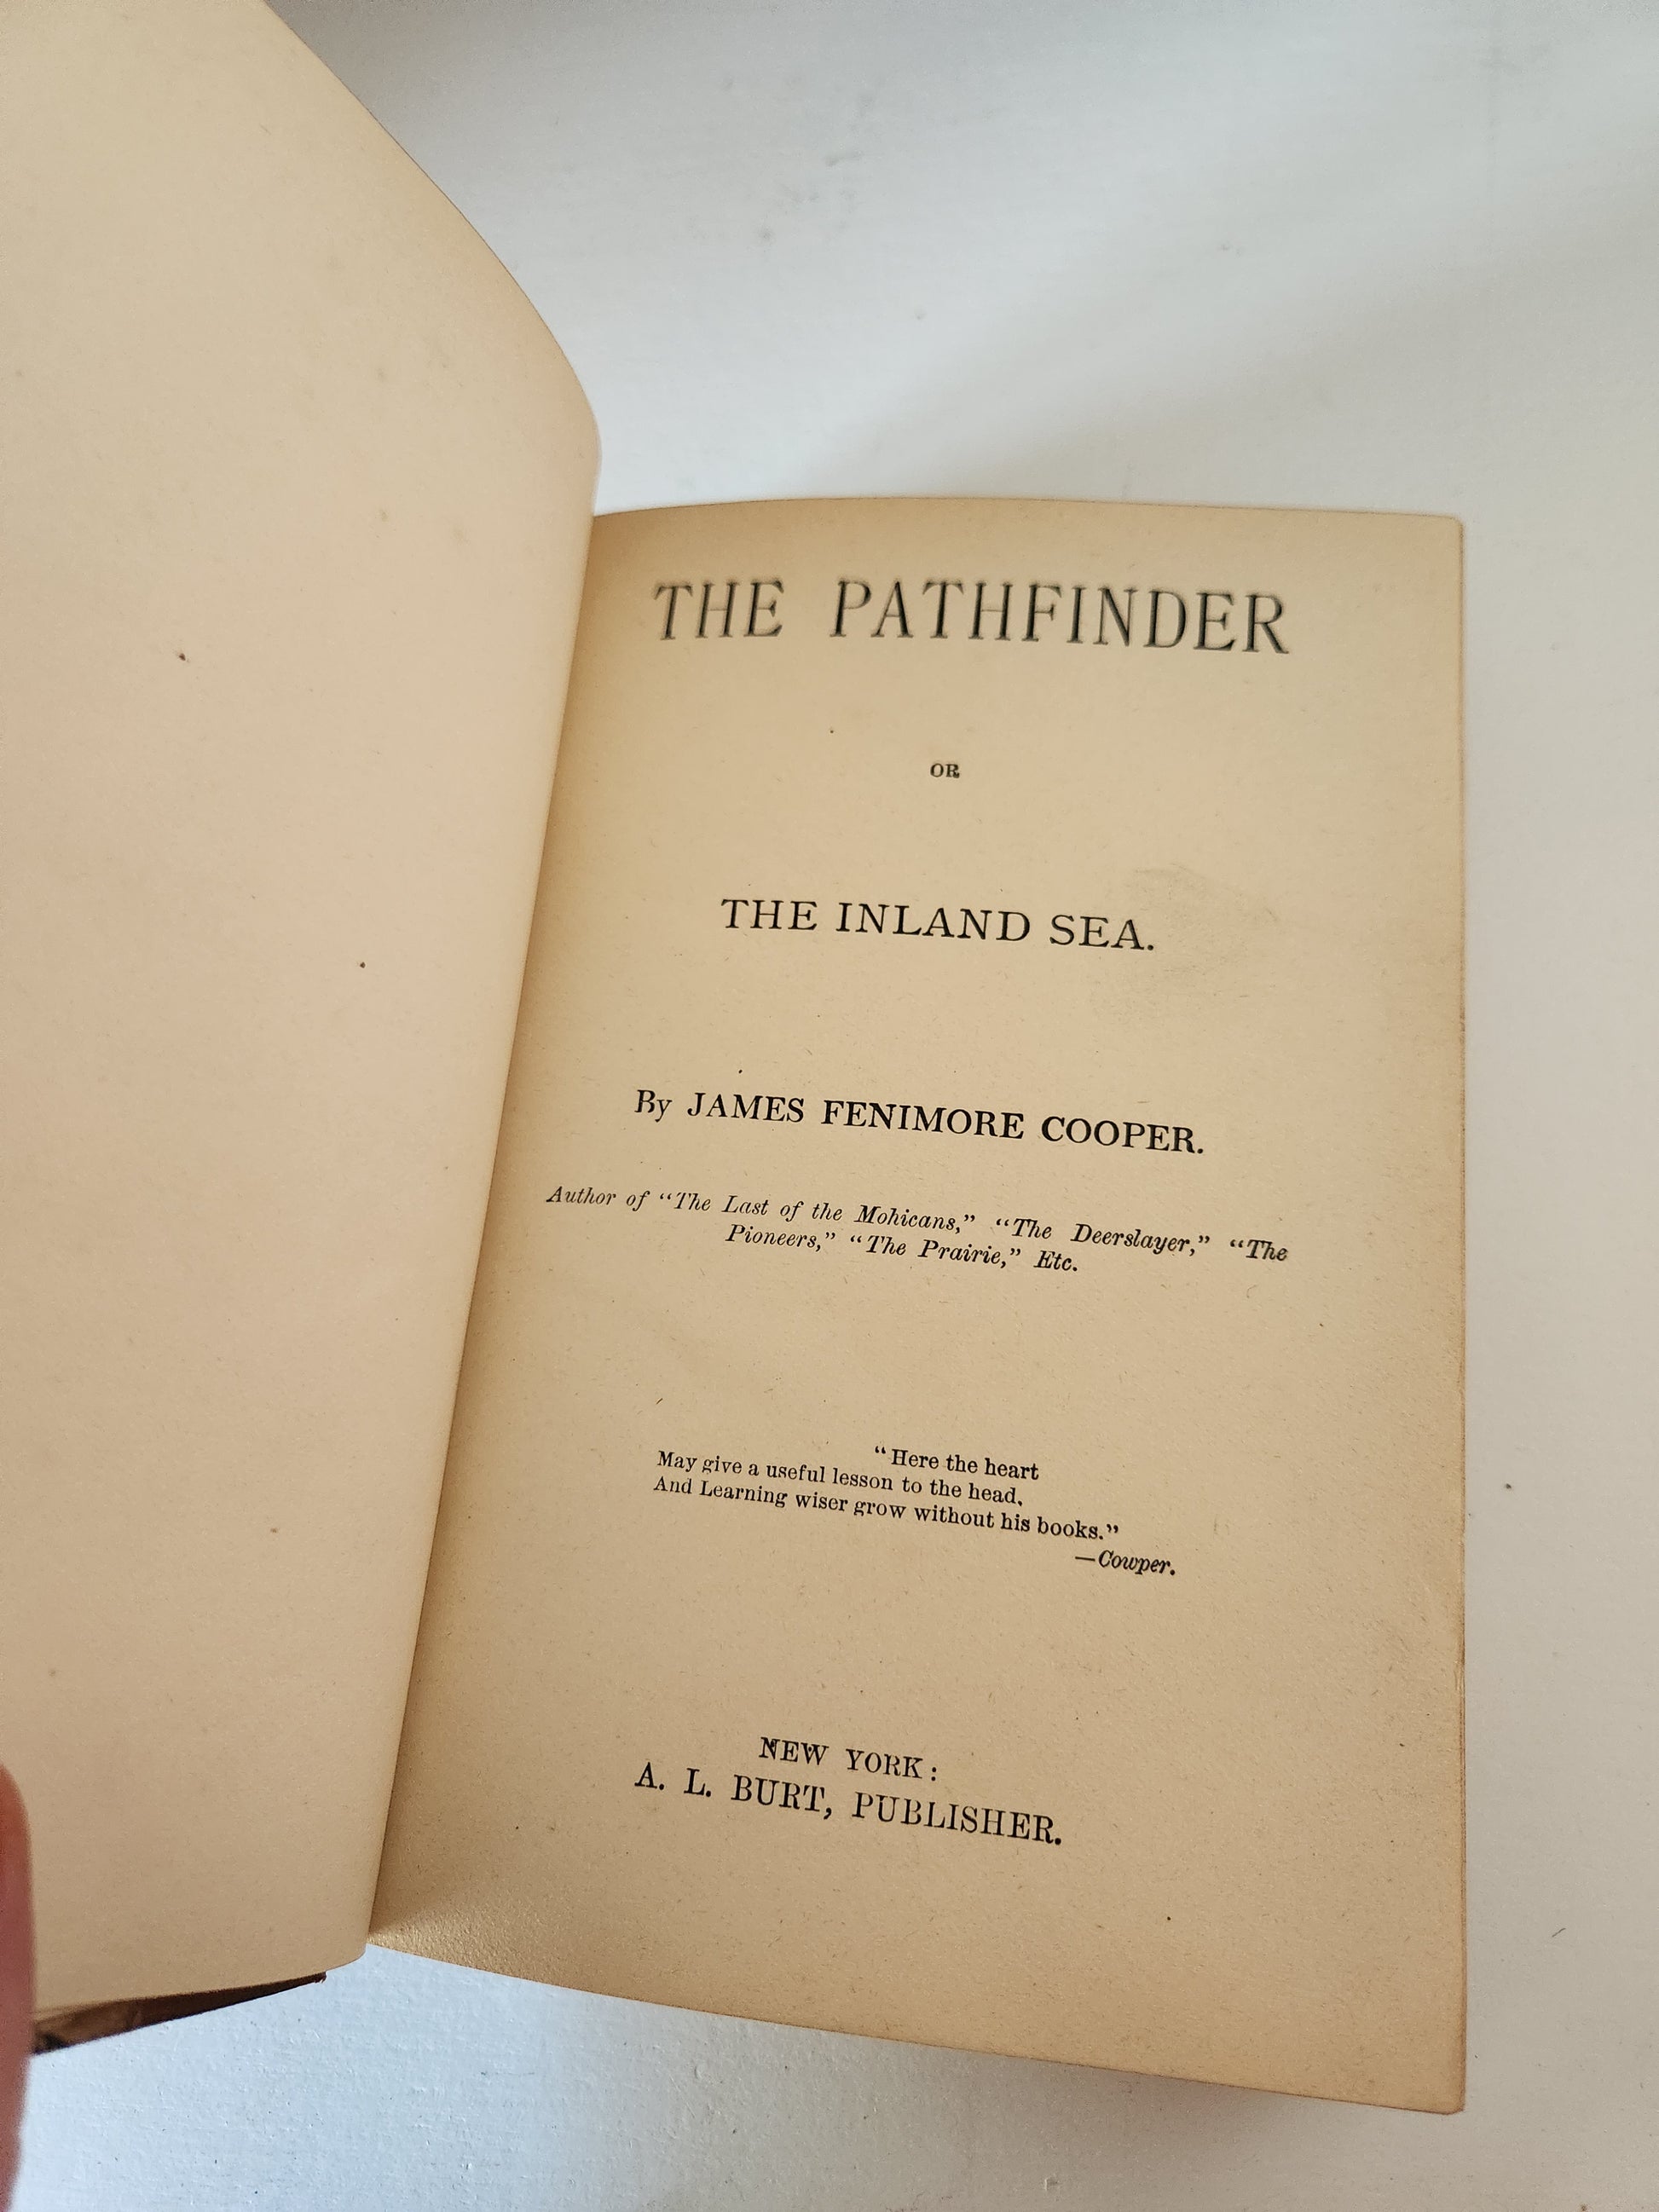 THE PATHFINDER
OR
THE INLAND SEA.
By JAMES FENIMORE COOPER.
Author of "The Last of the Mohicans," "The Deerslayer," "The
Pioneers," "The Prairie," Etc.
"Here the heart
May give a useful lesson to the head,
And Learning wiser grow without his books."
—Cowper.
NEW YORK:
A. L. BURT, PUBLISHER.